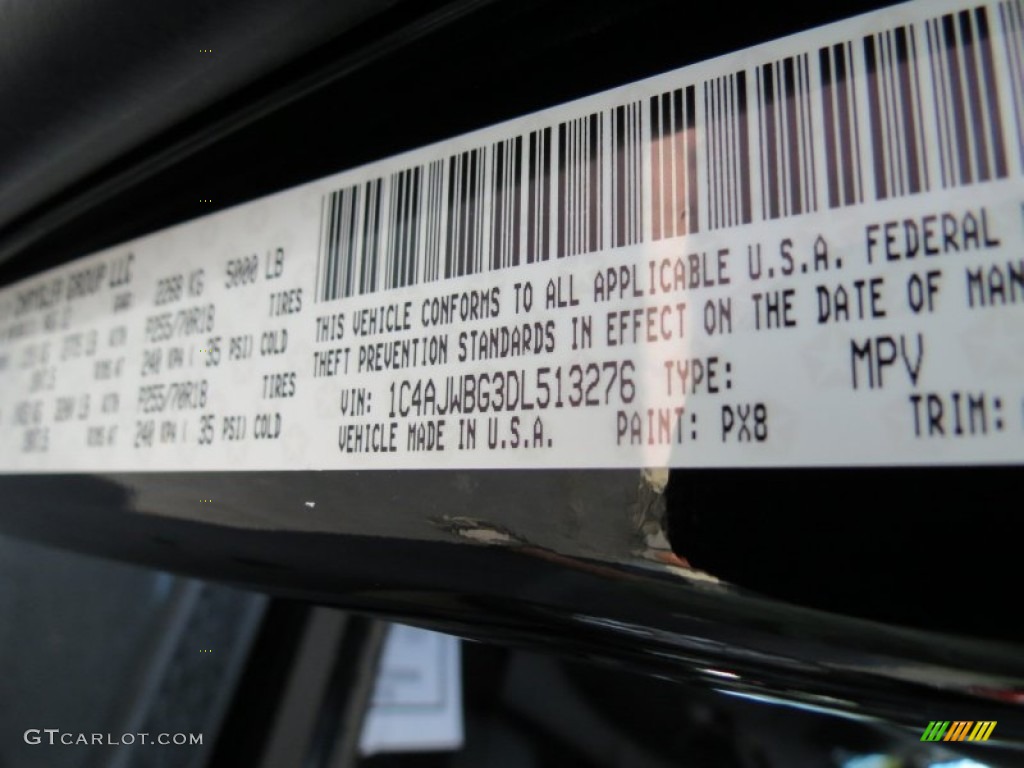 CHRYSLER GROUP LLC
2268 KG 5000 LB
P255/70R18 TIRES
240 KPA ( 35 PSI) COLD
P255/70R18 TIRES
240 KPA ( 35 PSI) COLD
THIS VEHICLE CONFORMS TO ALL APPLICABLE U.S.A. FEDERAL
THEFT PREVENTION STANDARDS IN EFFECT ON THE DATE OF MAN
VIN: 1C4AJWBG3DL513276 TYPE: MPV
VEHICLE MADE IN U.S.A. PAINT: PX8 TRIM:
GTCARLOT.COM